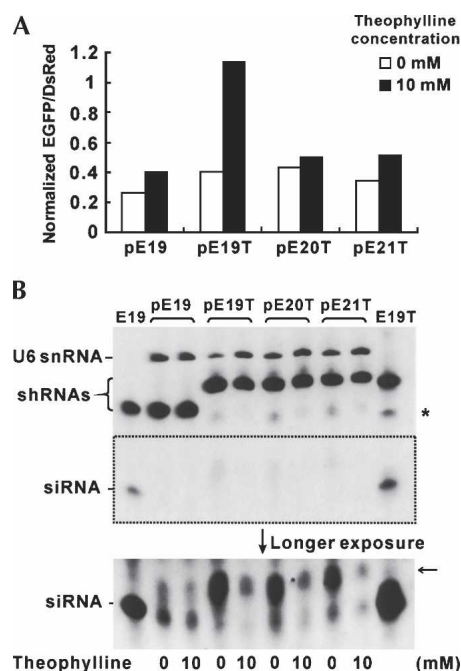 A
Theophylline
concentration
0 mM
10 mM
Normalized EGFP/DsRed
1.2
1
0.8
0.6
0.4
0.2
0
pE19 pE19T pE20T pE21T
B
E19 pE19 pE19T pE20T pE21T E19T
U6 snRNA
shRNAs
*
siRNA
↓ Longer exposure
←
siRNA
Theophylline 0 10 0 10 0 10 0 10 (mM)